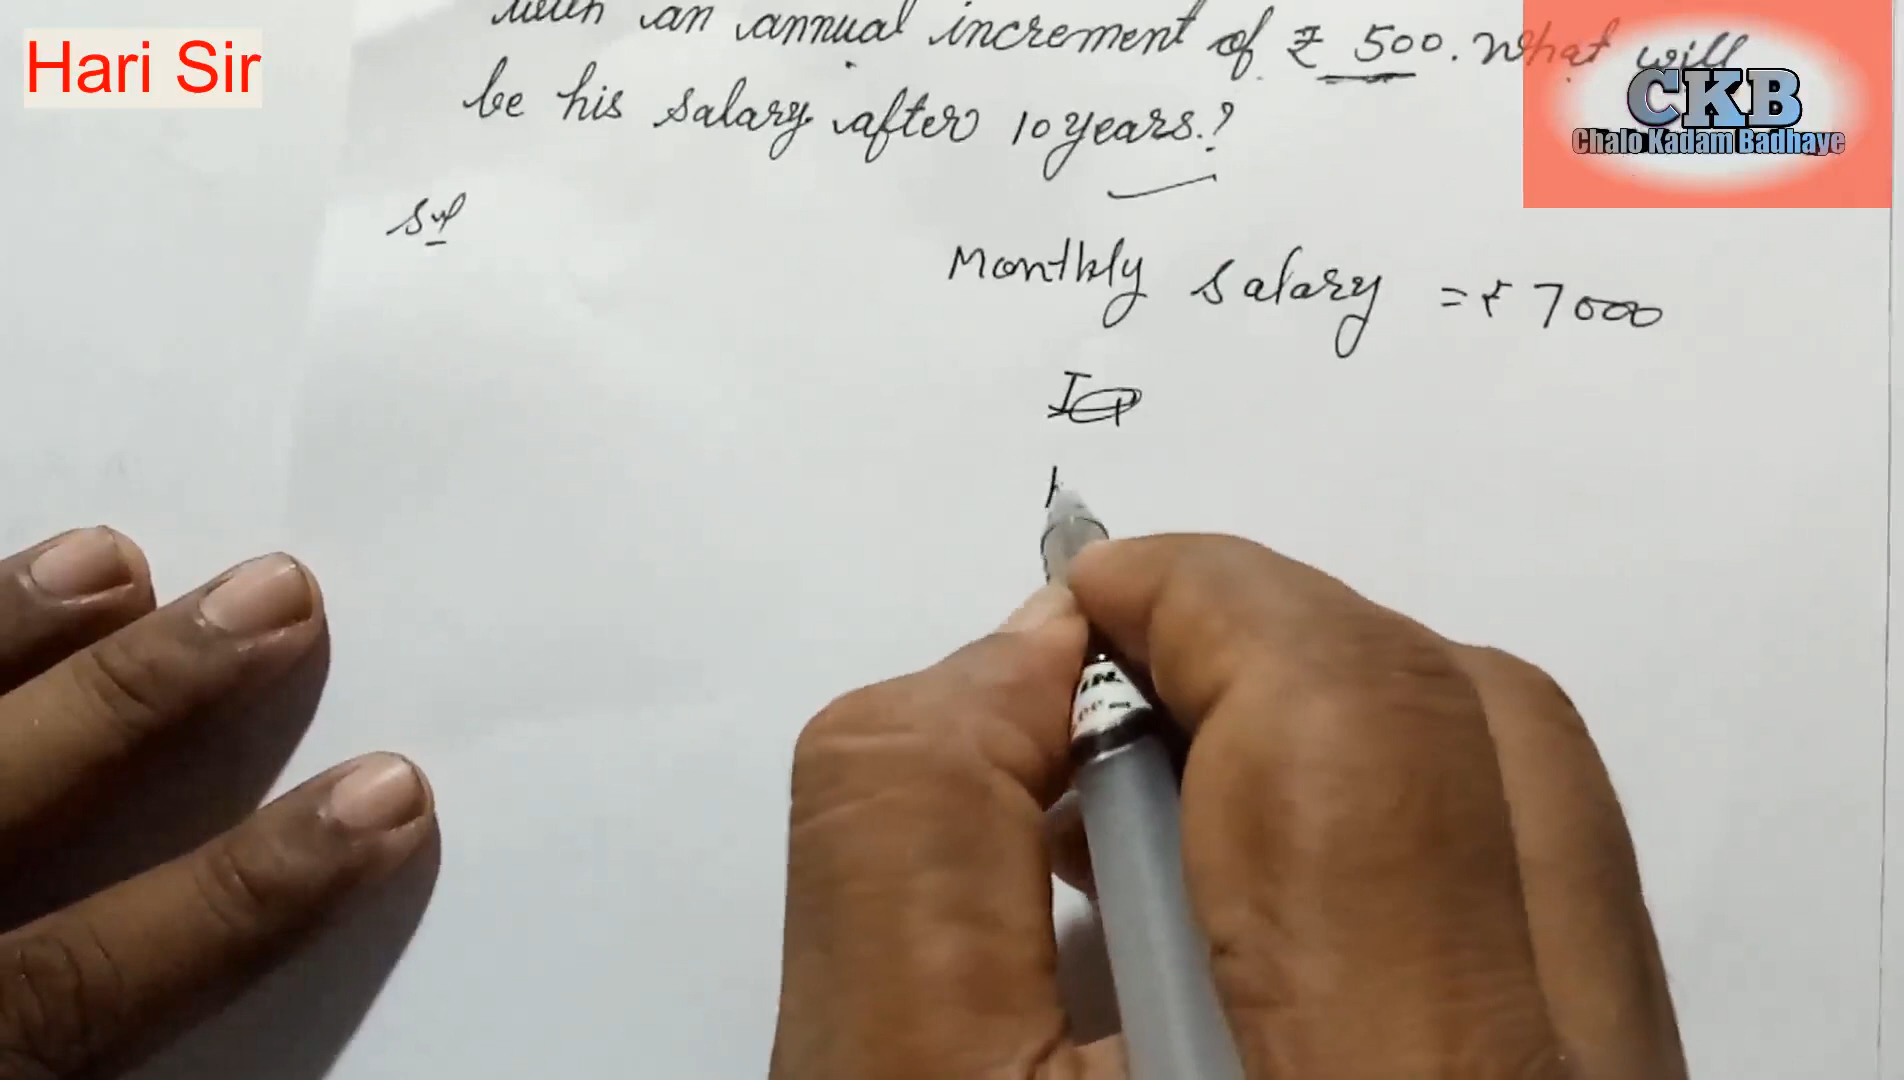 Hari Sir
with an annual increment of ₹ 500. What will
be his salary after 10 years.?
CKB
Chalo Kadam Badhaye
Sol
Monthly salary = ₹ 7000